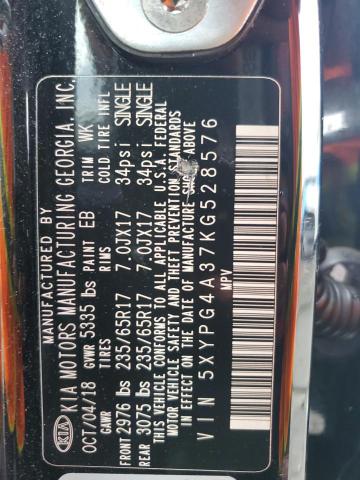 KIA
MANUFACTURED BY
KIA MOTORS MANUFACTURING GEORGIA, INC.
OCT/04/18 GVWR 5335 lbs PAINT EB TRIM WK
GAWR TIRES RIMS COLD TIRE INFL
FRONT 2976 lbs 235/65R17 7.0JX17 34psi SINGLE
REAR 3075 lbs 235/65R17 7.0JX17 34psi SINGLE
THIS VEHICLE CONFORMS TO ALL APPLICABLE U.S.A. FEDERAL
MOTOR VEHICLE SAFETY AND THEFT PREVENTION STANDARDS
IN EFFECT ON THE DATE OF MANUFACTURE SHOWN ABOVE
VIN 5XYPG4A37KG528576
MPV